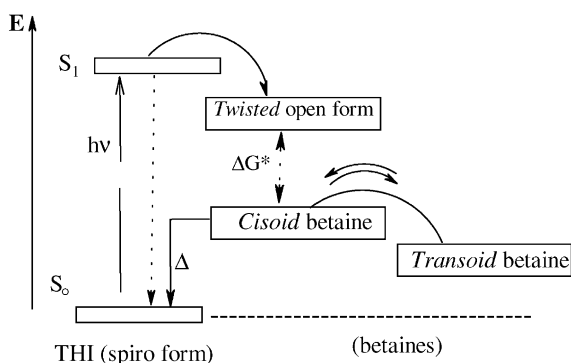 E
S₁
Twisted open form
hν
ΔG*
Cisoid betaine
Transoid betaine
Δ
Sₒ
THI (spiro form)
(betaines)